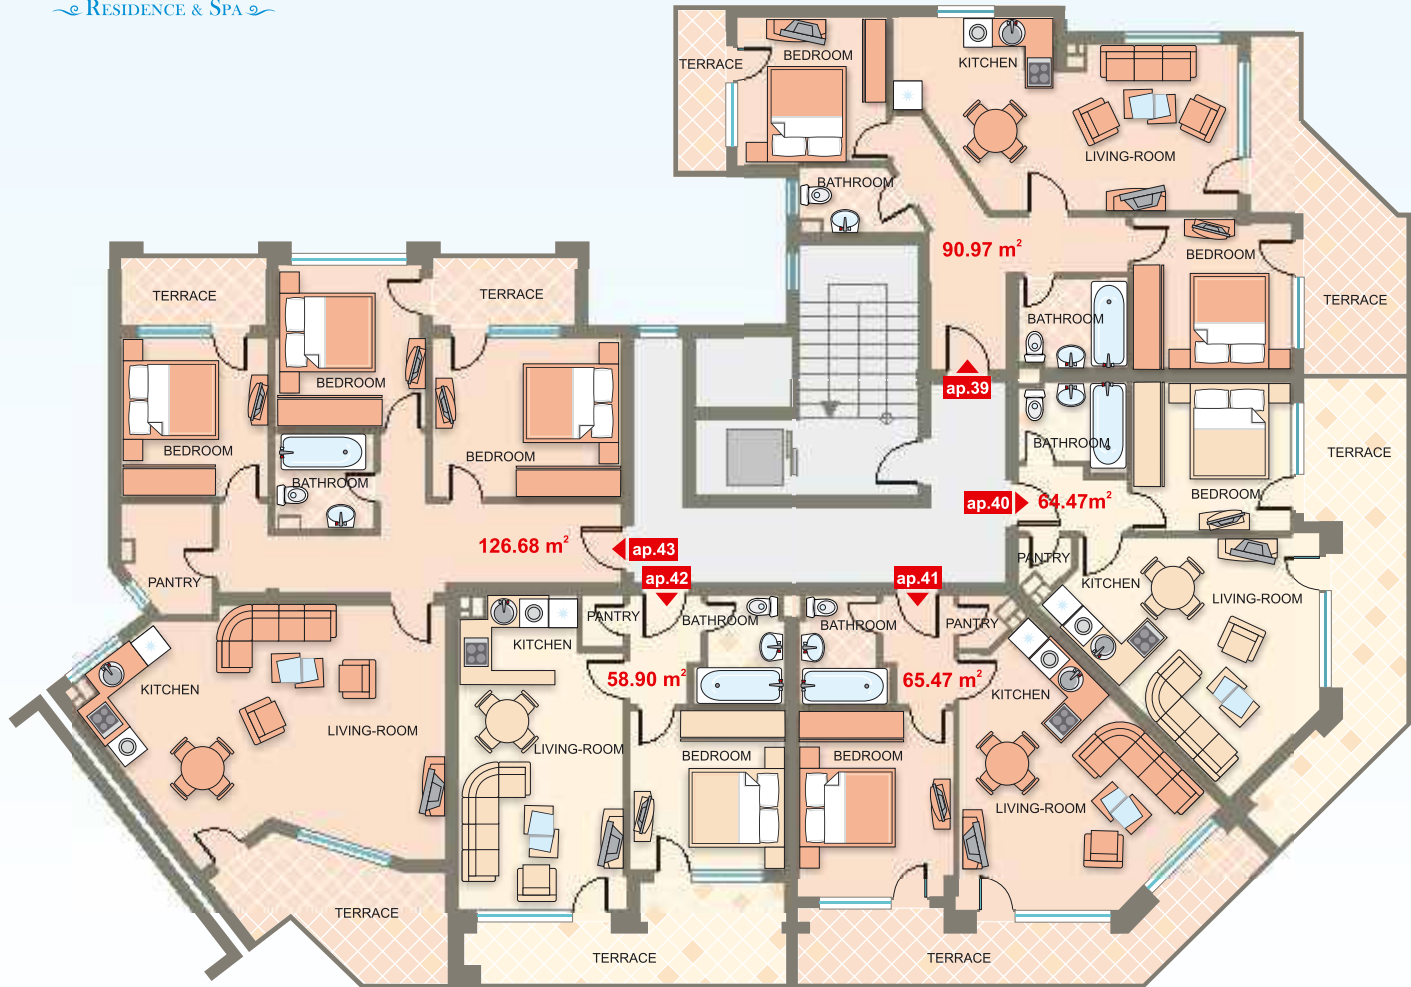 RESIDENCE & SPA
TERRACE
BEDROOM
KITCHEN
LIVING-ROOM
BATHROOM
90.97 m²
BEDROOM
TERRACE
BATHROOM
ap.39
TERRACE
BEDROOM
TERRACE
BEDROOM
BEDROOM
BATHROOM
BEDROOM
PANTRY
126.68 m²
ap.43
KITCHEN
LIVING-ROOM
TERRACE
BATHROOM
TERRACE
BEDROOM
ap.40
64.47m²
PANTRY
KITCHEN
LIVING-ROOM
ap.42
PANTRY
BATHROOM
KITCHEN
58.90 m²
LIVING-ROOM
BEDROOM
TERRACE
ap.41
BATHROOM
PANTRY
65.47 m²
KITCHEN
BEDROOM
LIVING-ROOM
TERRACE